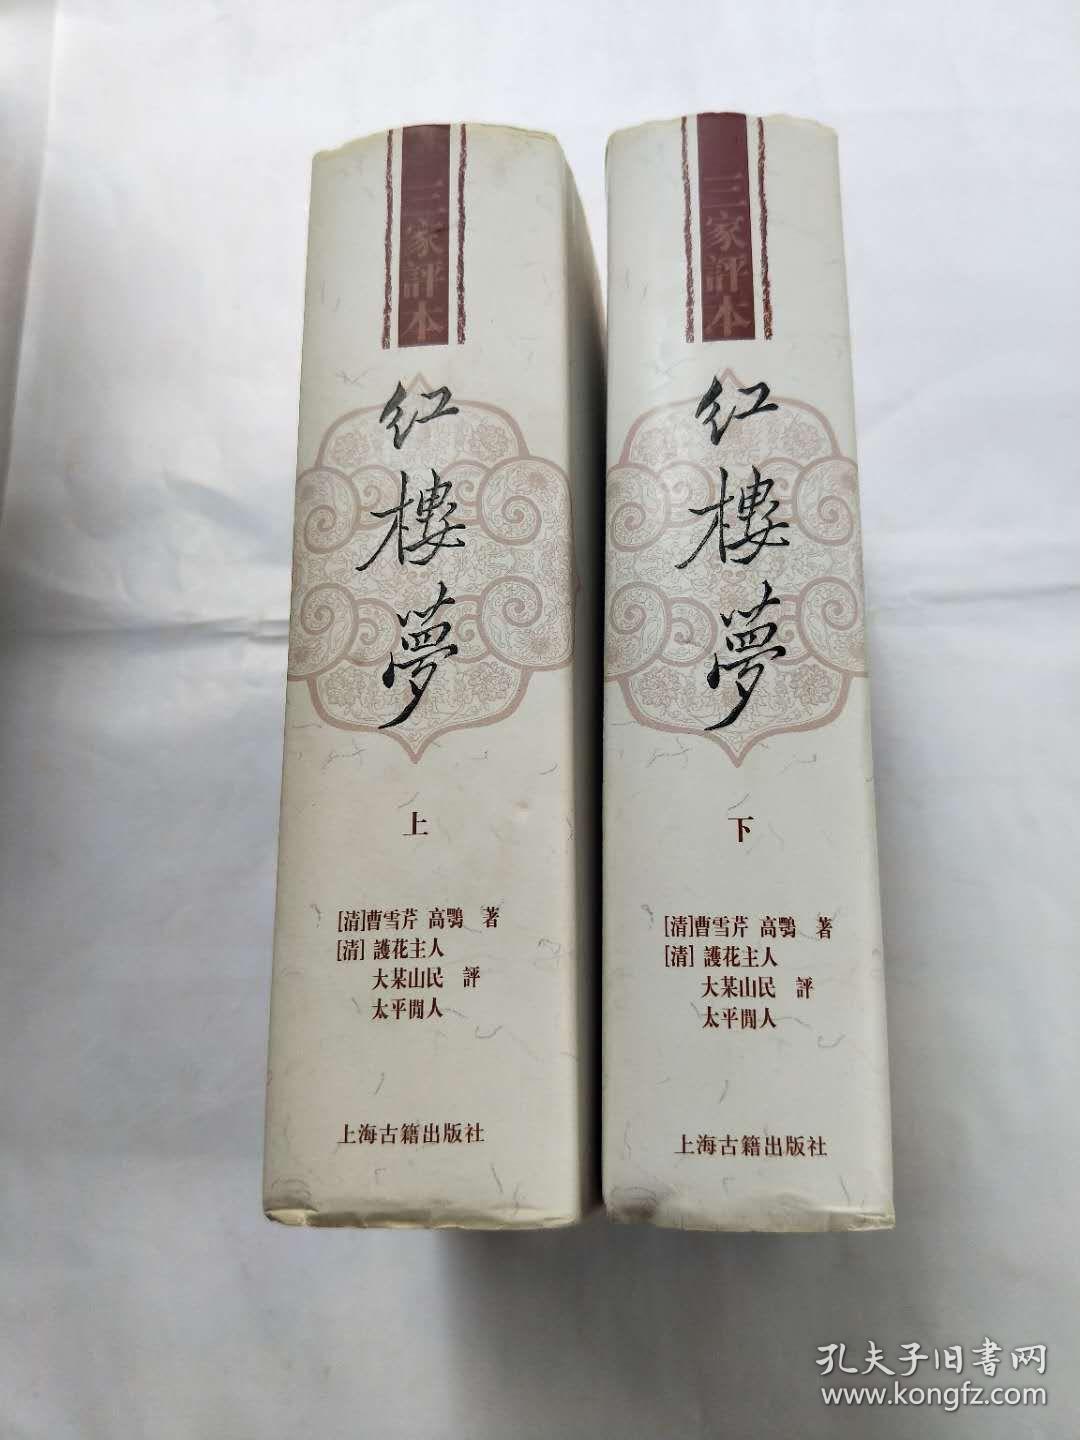 三家評本
红樓夢
上
[清]曹雪芹 高鶚 著
[清] 護花主人
大某山民 評
太平閒人
上海古籍出版社
三家評本
红樓夢
下
[清]曹雪芹 高鶚 著
[清] 護花主人
大某山民 評
太平閒人
上海古籍出版社
孔夫子旧書网
www.kongfz.com